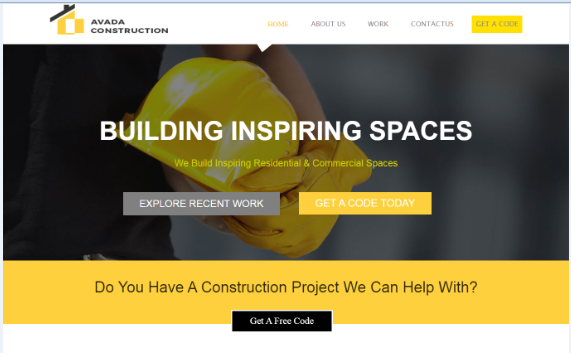 AVADA
CONSTRUCTION
HOME
ABOUT US
WORK
CONTACTUS
GET A CODE
BUILDING INSPIRING SPACES
We Build Inspiring Residential & Commercial Spaces
EXPLORE RECENT WORK
GET A CODE TODAY
Do You Have A Construction Project We Can Help With?
Get A Free Code